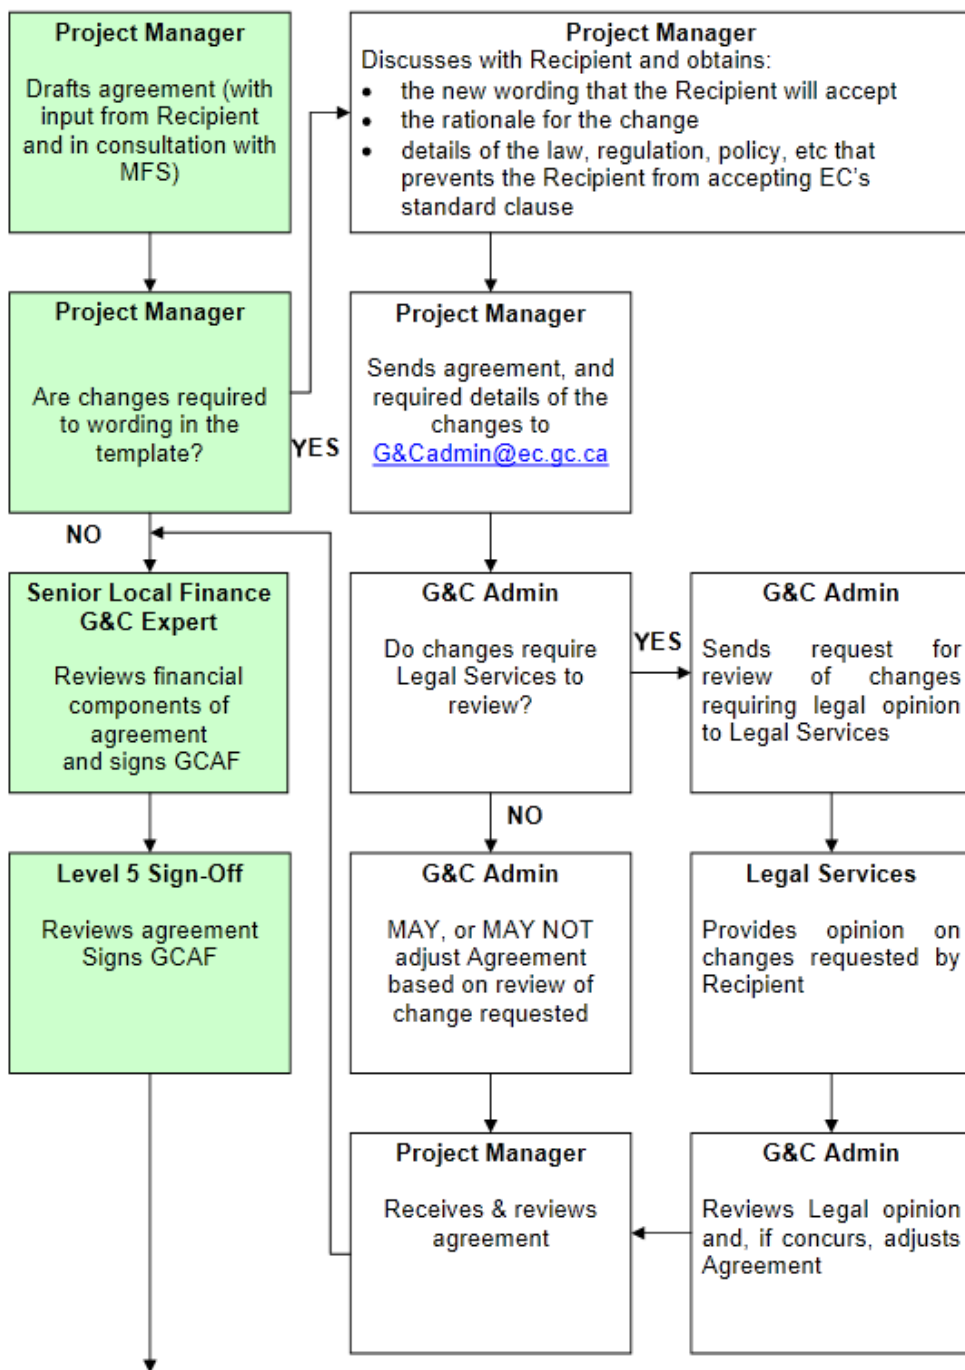 Project Manager
Drafts agreement (with
input from Recipient
and in consultation with
MFS)
Project Manager
Discusses with Recipient and obtains:
• the new wording that the Recipient will accept
• the rationale for the change
• details of the law, regulation, policy, etc that
prevents the Recipient from accepting EC's
standard clause
Project Manager
Are changes required
to wording in the
template?
YES
NO
Project Manager
Sends agreement, and
required details of the
changes to
G&Cadmin@ec.gc.ca
Senior Local Finance
G&C Expert
Reviews financial
components of
agreement
and signs GCAF
G&C Admin
Do changes require
Legal Services to
review?
YES
NO
G&C Admin
Sends request for
review of changes
requiring legal opinion
to Legal Services
Level 5 Sign-Off
Reviews agreement
Signs GCAF
G&C Admin
MAY, or MAY NOT
adjust Agreement
based on review of
change requested
Legal Services
Provides opinion on
changes requested by
Recipient
Project Manager
Receives & reviews
agreement
G&C Admin
Reviews Legal opinion
and, if concurs, adjusts
Agreement